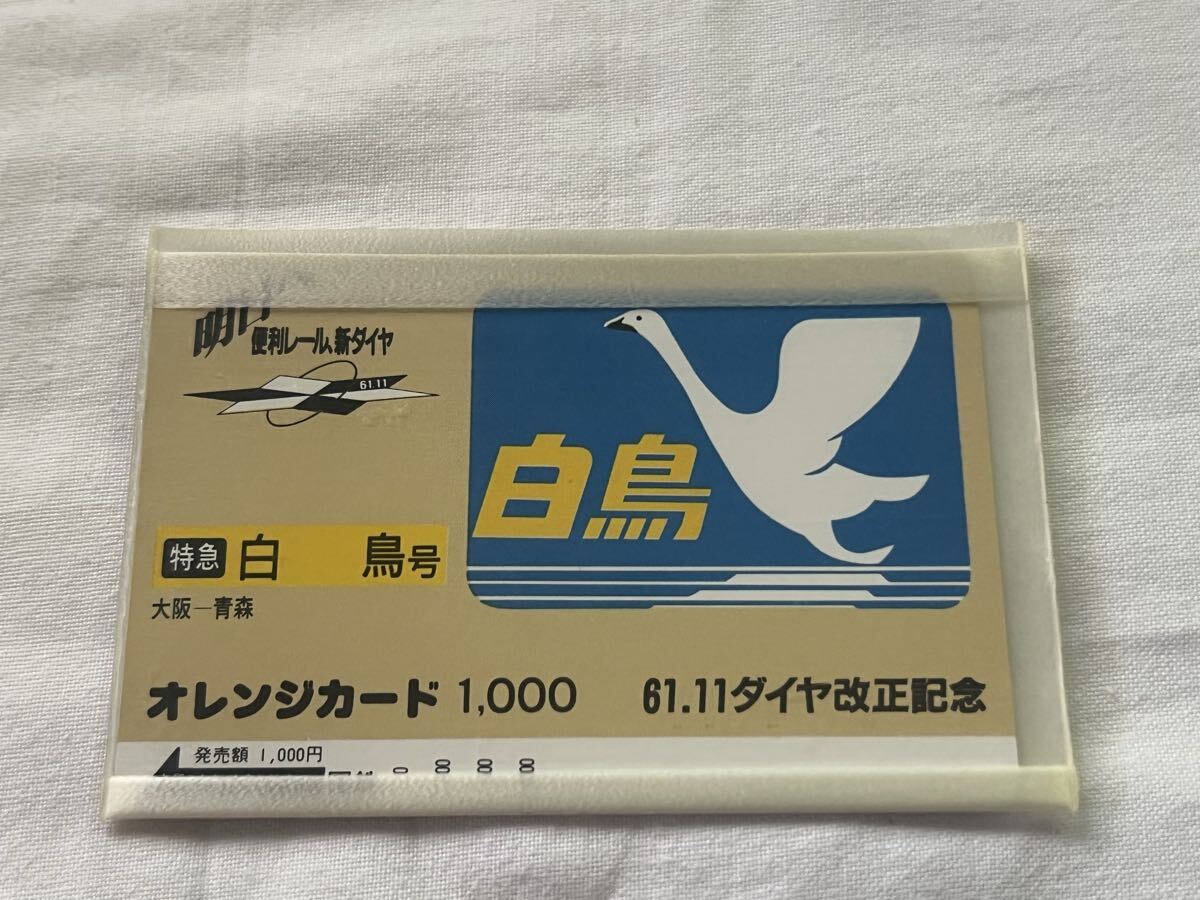 明日
便利レール、新ダイヤ
61.11
白鳥
特急 白 鳥号
大阪―青森
オレンジカード 1,000 61.11ダイヤ改正記念
発売額 1,000円